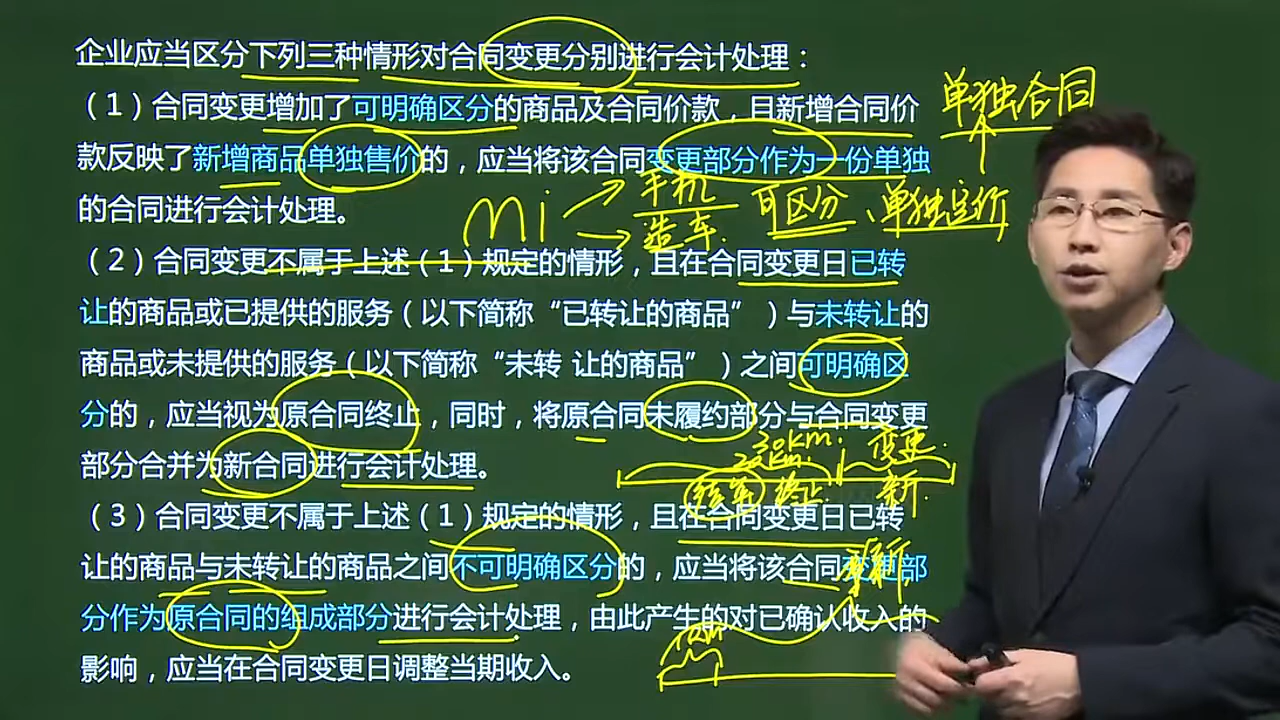 企业应当区分下列三种情形对合同变更分别进行会计处理：
（1）合同变更增加了可明确区分的商品及合同价款，且新增合同价
单独合同
款反映了新增商品单独售价的，应当将该合同变更部分作为一份单独
的合同进行会计处理。
mi
手机
造车
可区分、单独定价
（2）合同变更不属于上述（1）规定的情形，且在合同变更日已转
让的商品或已提供的服务（以下简称“已转让的商品”）与未转让的
商品或未提供的服务（以下简称“未转 让的商品”）之间可明确区
分的，应当视为原合同终止，同时，将原合同未履约部分与合同变更
30km.
变更.
20km.
部分合并为新合同进行会计处理。
终止.
新.
（3）合同变更不属于上述（1）规定的情形，且在合同变更日已转
让的商品与未转让的商品之间不可明确区分的，应当将该合同变更部
分作为原合同的组成部分进行会计处理，由此产生的对已确认收入的
影响，应当在合同变更日调整当期收入。